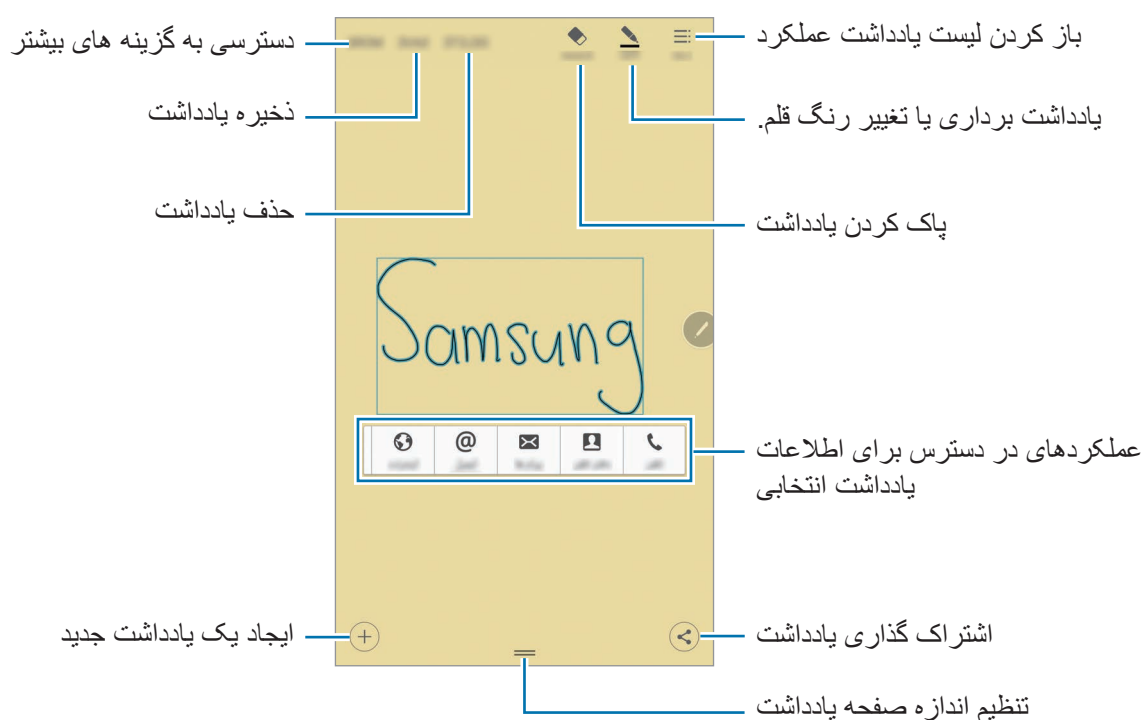 دسترسی به گزینه های بیشتر
باز کردن لیست یادداشت عملکرد
ذخیره یادداشت
یادداشت برداری یا تغییر رنگ قلم.
حذف یادداشت
پاک کردن یادداشت
Samsung
@
عملکردهای در دسترس برای اطلاعات
یادداشت انتخابی
ایجاد یک یادداشت جدید
اشتراک گذاری یادداشت
تنظیم اندازه صفحه یادداشت